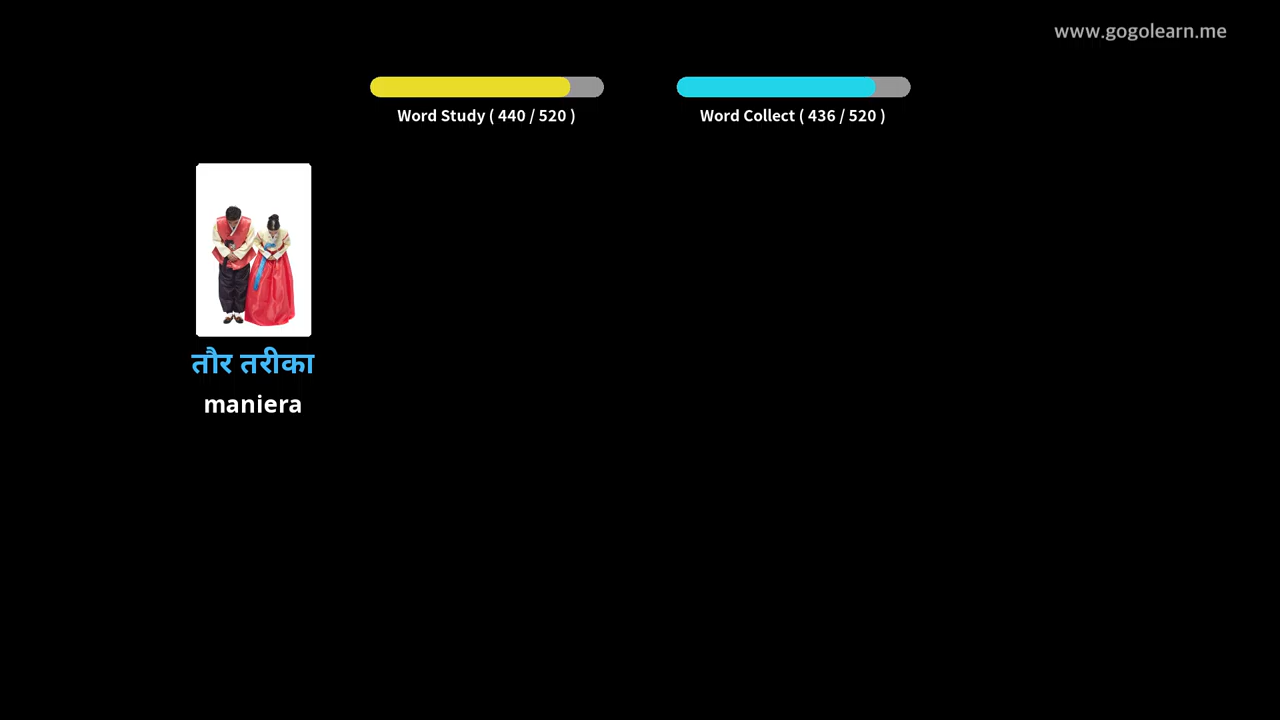 www.gogolearn.me
Word Study ( 440 / 520 )
Word Collect ( 436 / 520 )
तौर तरीका
maniera